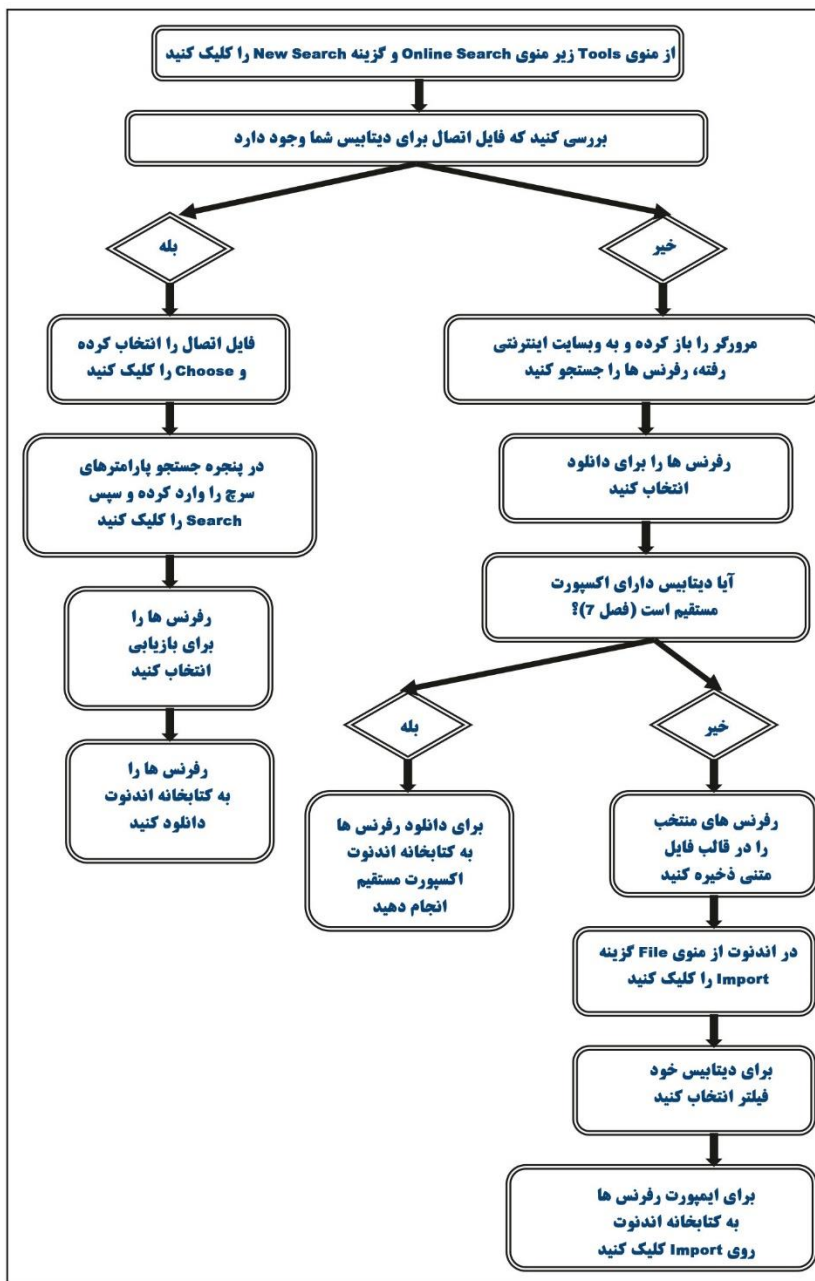 از منوی Tools زیر منوی Online Search و گزینه New Search را کلیک کنید
بررسی کنید که فایل اتصال برای دیتابیس شما وجود دارد
خیر
بله
مرورگر را باز کرده و به وبسایت اینترنتی
رفته، رفرنس ها را جستجو کنید
فایل اتصال را انتخاب کرده
و Choose را کلیک کنید
رفرنس ها را برای دانلود
انتخاب کنید
در پنجره جستجو پارامترهای
سرچ را وارد کرده و سپس
Search را کلیک کنید
آیا دیتابیس دارای اکسپورت
مستقیم است (فصل 7)؟
رفرنس ها را
برای بازیابی
انتخاب کنید
خیر
بله
رفرنس ها را
به کتابخانه اندنوت
دانلود کنید
رفرنس های منتخب
را در قالب فایل
متنی ذخیره کنید
برای دانلود رفرنس ها
به کتابخانه اندنوت
اکسپورت مستقیم
انجام دهید
در اندنوت از منوی File گزینه
Import را کلیک کنید
برای دیتابیس خود
فیلتر انتخاب کنید
برای ایمپورت رفرنس ها
به کتابخانه اندنوت
روی Import کلیک کنید